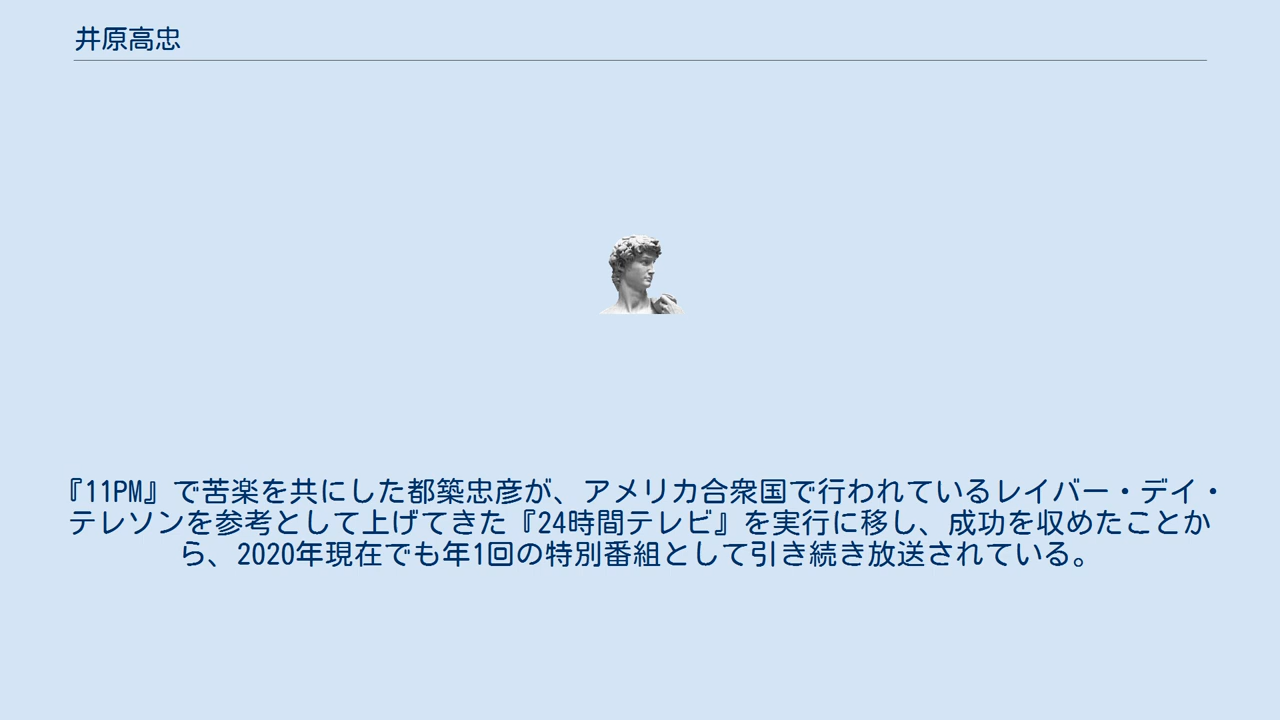 井原高忠
『11PM』で苦楽を共にした都築忠彦が、アメリカ合衆国で行われているレイバー・デイ・
テレソンを参考として上げてきた『24時間テレビ』を実行に移し、成功を収めたことか
ら、2020年現在でも年1回の特別番組として引き続き放送されている。